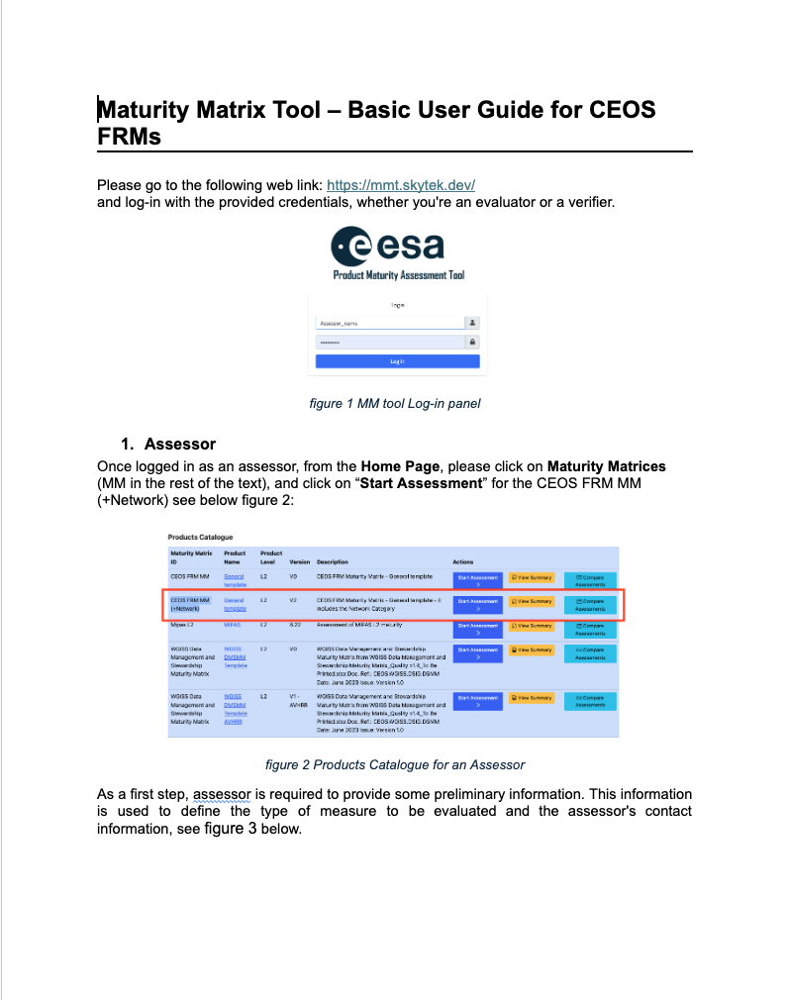 Maturity Matrix Tool – Basic User Guide for CEOS
FRMs
Please go to the following web link: https://mmt.skytek.dev/
and log-in with the provided credentials, whether you're an evaluator or a verifier.
esa
Product Maturity Assessment Tool
Login
Assessor_name
Log in
figure 1 MM tool Log-in panel
1. Assessor
Once logged in as an assessor, from the Home Page, please click on Maturity Matrices
(MM in the rest of the text), and click on “Start Assessment” for the CEOS FRM MM
(+Network) see below figure 2:
Products Catalogue
Maturity Matrix Product Product
ID Name Level Version Description Actions
CEOS FRM MM General L2 V0 CEOS FRM Maturity Matrix - General template Start Assessment View Summary Compare
template Assessments
CEOS FRM MM General L2 V2 CEOS FRM Maturity Matrix - General template - it Start Assessment View Summary Compare
(+Network) template includes the Network Category Assessments
Mipas L2 MIPAS L2 8.22 Assessment of MIPAS L2 maturity Start Assessment View Summary Compare
Assessments
WGISS Data WGISS L2 V0 WGISS Data Management and Stewardship Start Assessment View Summary Compare
Management and DMSMM Maturity Matrix from WGISS Data Management and Assessments
Stewardship Template Stewardship Maturity Matrix_Quality v1.4_To Be
Maturity Matrix Printed.xlsx Doc. Ref.: CEOS.WGISS.DSIG.DSMM
Date: June 2023 Issue: Version 1.0
WGISS Data WGISS L2 V1 - WGISS Data Management and Stewardship Start Assessment View Summary Compare
Management and DMSMM AVHRR Maturity Matrix from WGISS Data Management and Assessments
Stewardship Template Stewardship Maturity Matrix_Quality v1.4_To Be
Maturity Matrix AVHRR Printed.xlsx Doc. Ref.: CEOS.WGISS.DSIG.DSMM
Date: June 2023 Issue: Version 1.0
figure 2 Products Catalogue for an Assessor
As a first step, assessor is required to provide some preliminary information. This information
is used to define the type of measure to be evaluated and the assessor's contact
information, see figure 3 below.